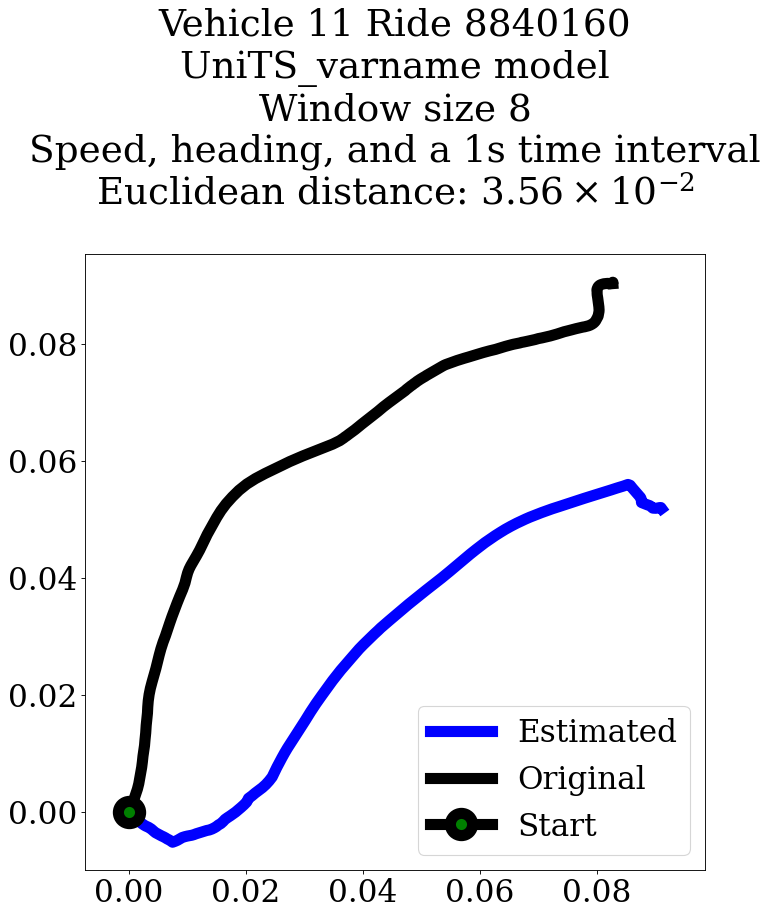 Vehicle 11 Ride 8840160
UniTS_varname model
Window size 8
Speed, heading, and a 1s time interval
Euclidean distance: 3.56 × 10⁻²
0.08
0.06
0.04
0.02
0.00
Estimated
Original
Start
0.00 0.02 0.04 0.06 0.08